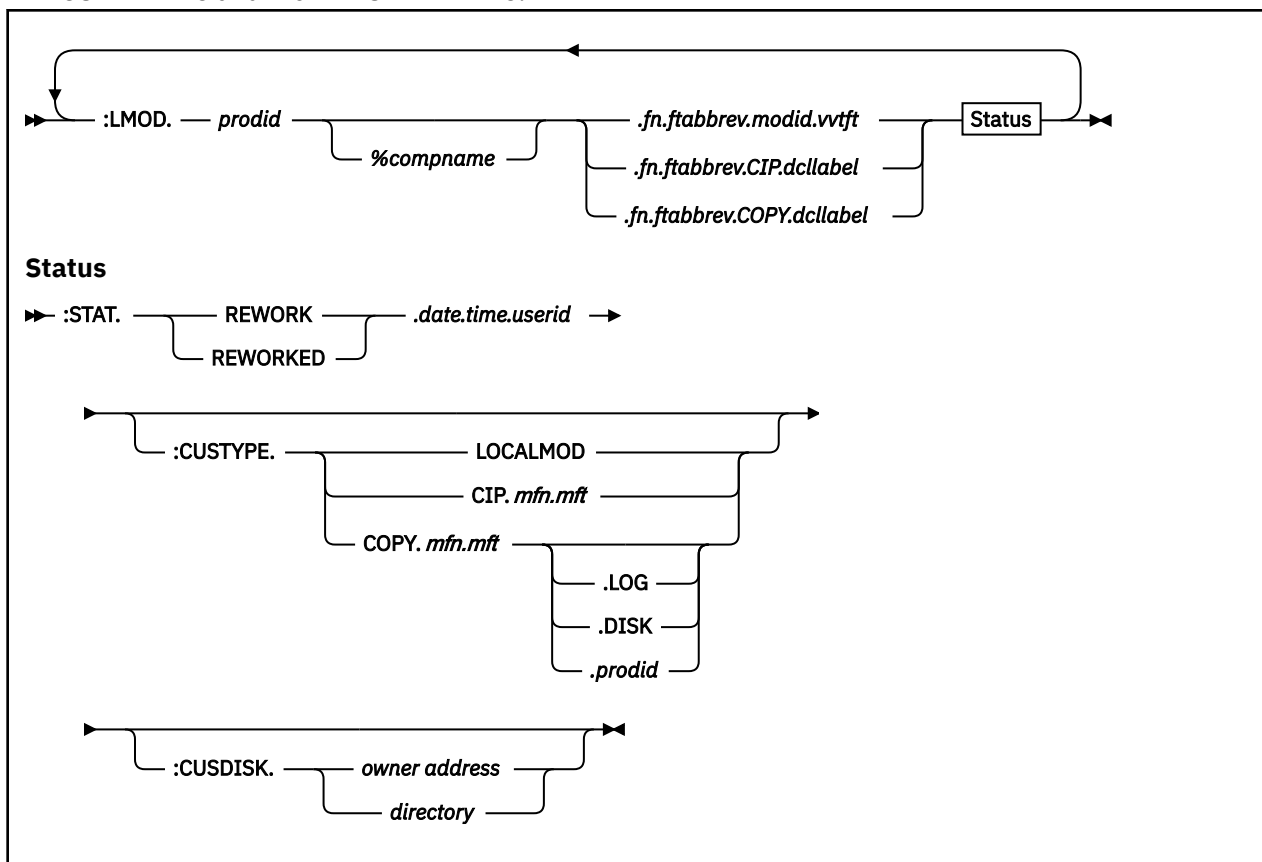 :LMOD. prodid %compname .fn.ftabbrev.modid.vvtft Status
.fn.ftabbrev.CIP.dcllabel
.fn.ftabbrev.COPY.dcllabel
Status
:STAT. REWORK .date.time.userid
REWORKED
:CUSTYPE. LOCALMOD
CIP. mfn.mft
COPY. mfn.mft
.LOG
.DISK
.prodid
:CUSDISK. owner address
directory